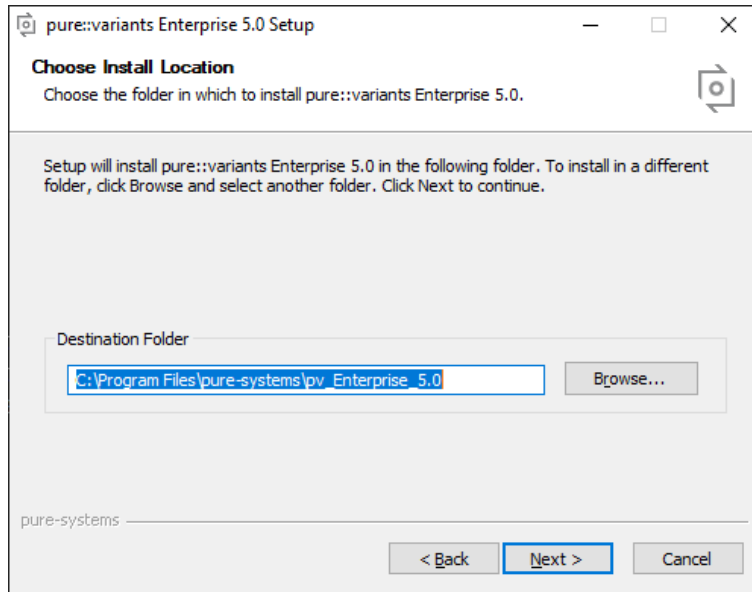 pure::variants Enterprise 5.0 Setup
Choose Install Location
Choose the folder in which to install pure::variants Enterprise 5.0.
Setup will install pure::variants Enterprise 5.0 in the following folder. To install in a different
folder, click Browse and select another folder. Click Next to continue.
Destination Folder
C:\Program Files\pure-systems\pv_Enterprise_5.0
Browse...
pure-systems
< Back
Next >
Cancel